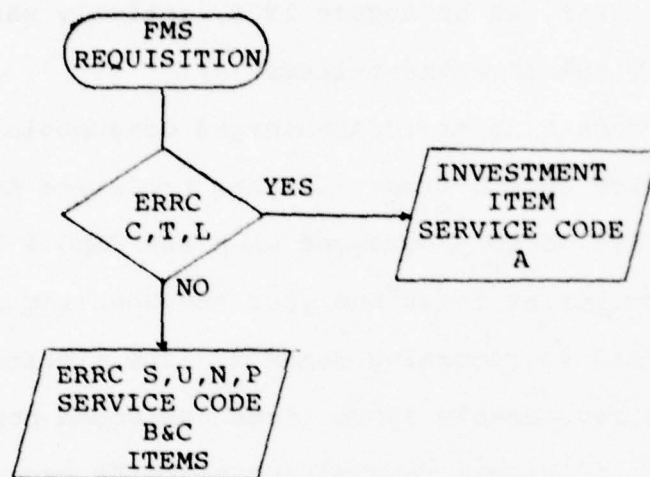 FMS
REQUISITION
ERRC
C,T,L
YES
INVESTMENT
ITEM
SERVICE CODE
A
NO
ERRC S,U,N,P
SERVICE CODE
B&C
ITEMS